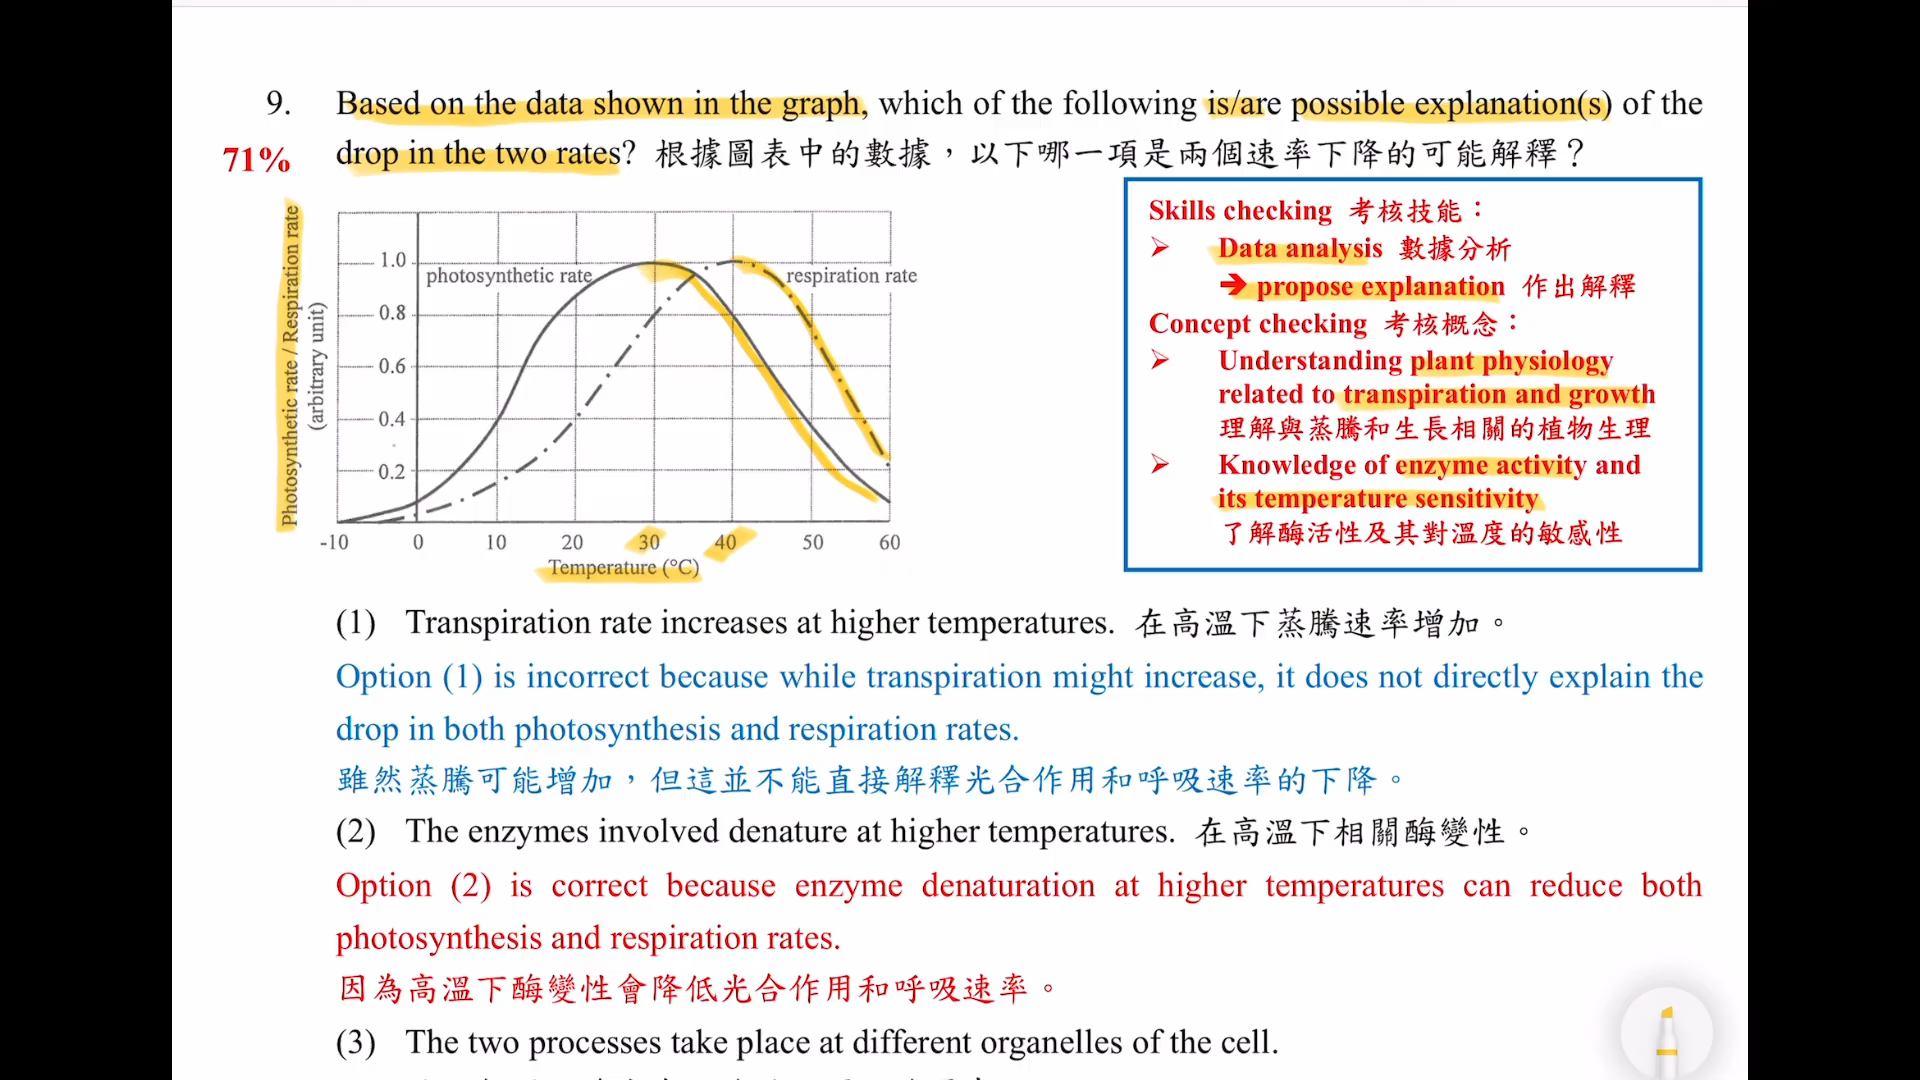 9. Based on the data shown in the graph, which of the following is/are possible explanation(s) of the
71% drop in the two rates? 根據圖表中的數據，以下哪一項是兩個速率下降的可能解釋？
Photosynthetic rate / Respiration rate
(arbitrary unit)
1.0
0.8
0.6
0.4
0.2
photosynthetic rate
respiration rate
-10 0 10 20 30 40 50 60
Temperature (°C)
Skills checking 考核技能：
➢ Data analysis 數據分析
➔ propose explanation 作出解釋
Concept checking 考核概念：
➢ Understanding plant physiology
related to transpiration and growth
理解與蒸騰和生長相關的植物生理
➢ Knowledge of enzyme activity and
its temperature sensitivity
了解酶活性及其對溫度的敏感性
(1) Transpiration rate increases at higher temperatures. 在高溫下蒸騰速率增加。
Option (1) is incorrect because while transpiration might increase, it does not directly explain the
drop in both photosynthesis and respiration rates.
雖然蒸騰可能增加，但這並不能直接解釋光合作用和呼吸速率的下降。
(2) The enzymes involved denature at higher temperatures. 在高溫下相關酶變性。
Option (2) is correct because enzyme denaturation at higher temperatures can reduce both
photosynthesis and respiration rates.
因為高溫下酶變性會降低光合作用和呼吸速率。
(3) The two processes take place at different organelles of the cell.